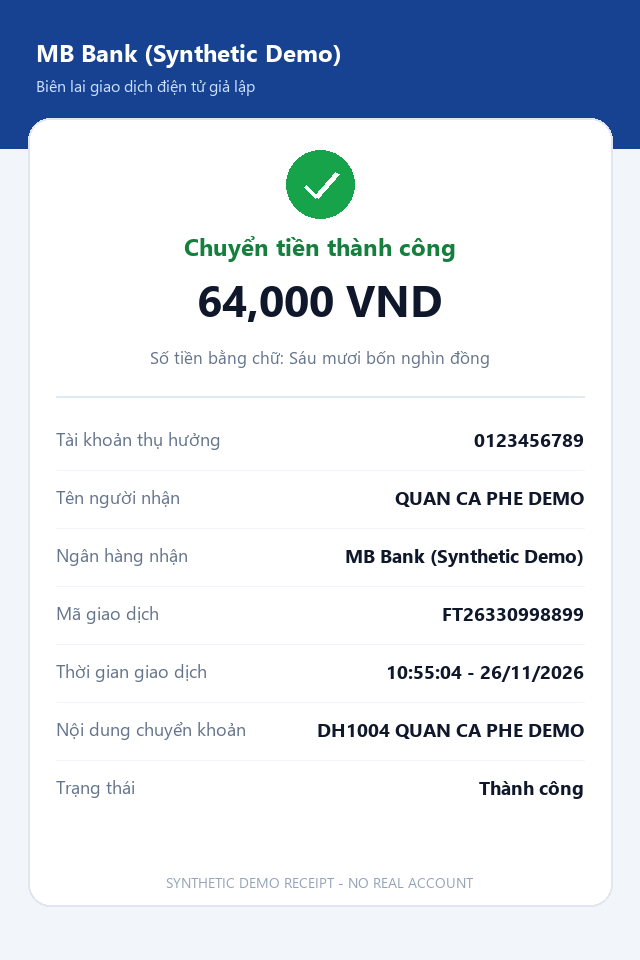 MB Bank (Synthetic Demo)
Biên lai giao dịch điện tử giả lập
Chuyển tiền thành công
64,000 VND
Số tiền bằng chữ: Sáu mươi bốn nghìn đồng
Tài khoản thụ hưởng 0123456789
Tên người nhận QUAN CA PHE DEMO
Ngân hàng nhận MB Bank (Synthetic Demo)
Mã giao dịch FT26330998899
Thời gian giao dịch 10:55:04 - 26/11/2026
Nội dung chuyển khoản DH1004 QUAN CA PHE DEMO
Trạng thái Thành công
SYNTHETIC DEMO RECEIPT - NO REAL ACCOUNT